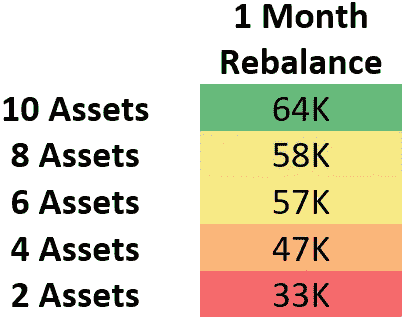 1 Month
Rebalance
10 Assets 64K
8 Assets 58K
6 Assets 57K
4 Assets 47K
2 Assets 33K